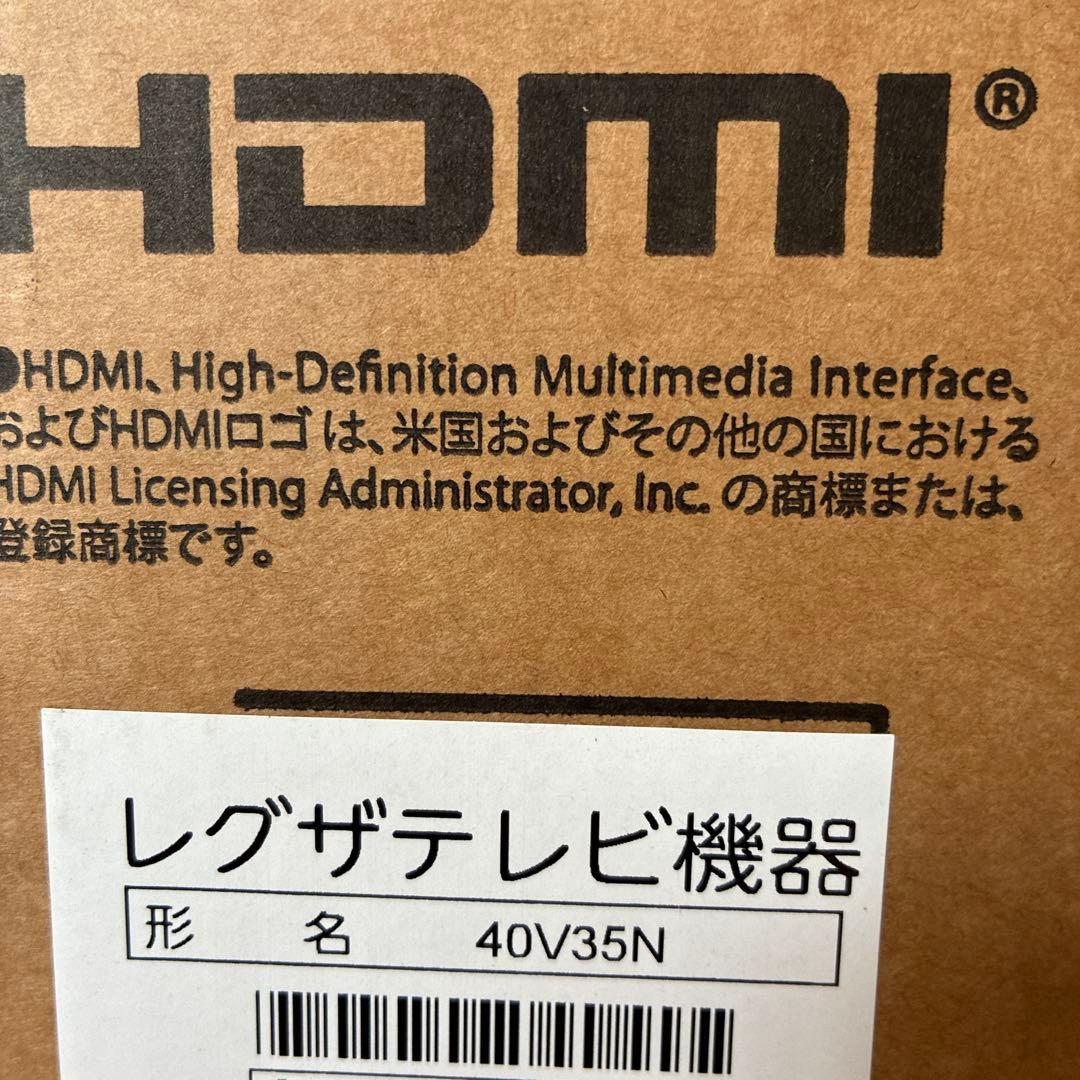 HDMI®
●HDMI、High-Definition Multimedia Interface、
およびHDMIロゴ は、米国およびその他の国における
HDMI Licensing Administrator, Inc. の商標または、
登録商標です。
レグザテレビ機器
形 名 40V35N